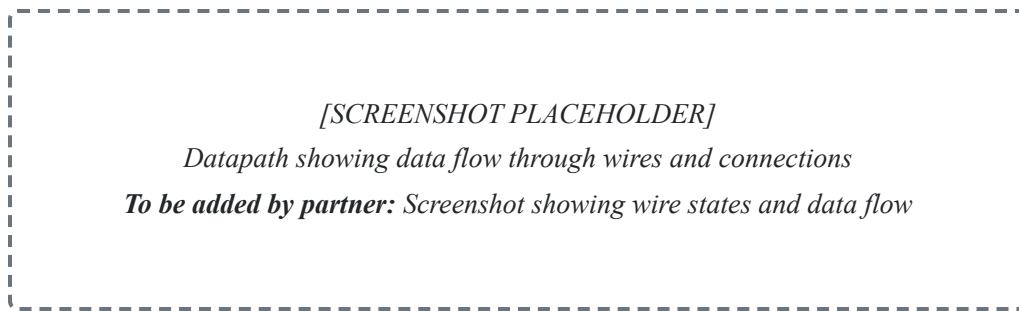 [SCREENSHOT PLACEHOLDER]
Datapath showing data flow through wires and connections
To be added by partner: Screenshot showing wire states and data flow